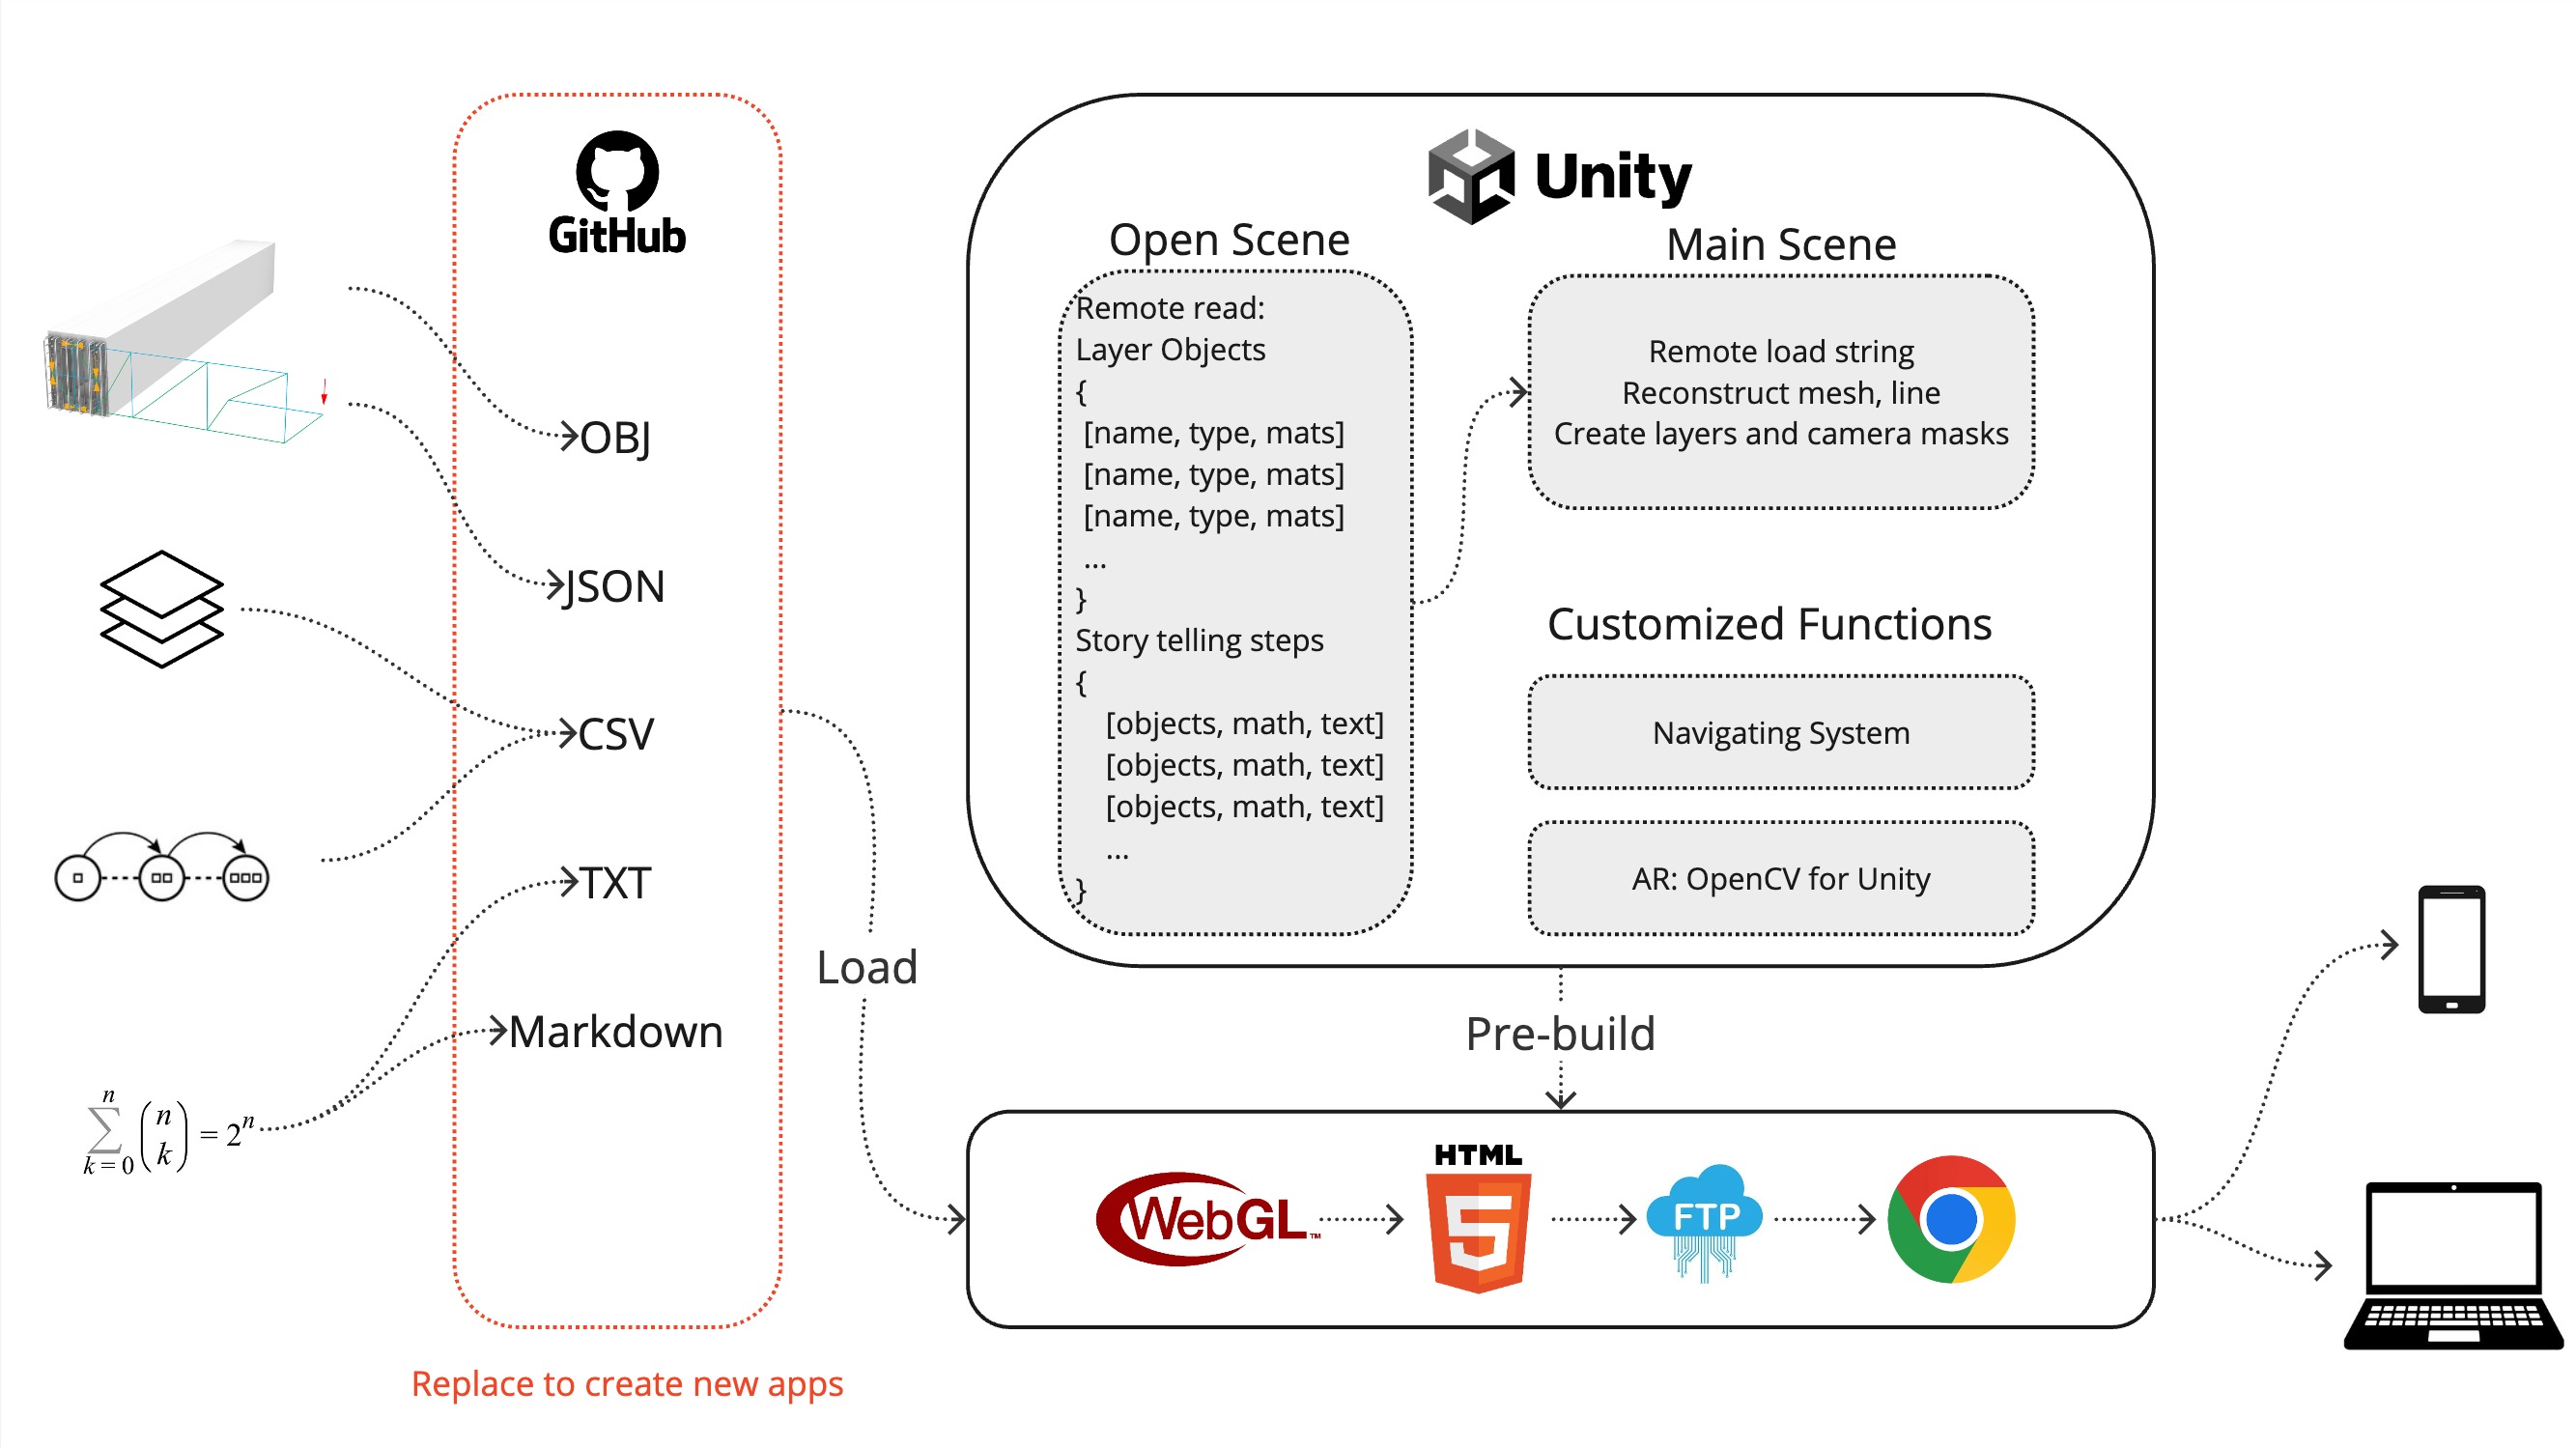 GitHub
OBJ
JSON
CSV
TXT
Markdown
n
∑ (n k) = 2^n
k = 0
Replace to create new apps
Load
Unity
Open Scene
Remote read:
Layer Objects
{
[name, type, mats]
[name, type, mats]
[name, type, mats]
...
}
Story telling steps
{
[objects, math, text]
[objects, math, text]
[objects, math, text]
...
}
Main Scene
Remote load string
Reconstruct mesh, line
Create layers and camera masks
Customized Functions
Navigating System
AR: OpenCV for Unity
Pre-build
WebGL™
HTML
5
FTP